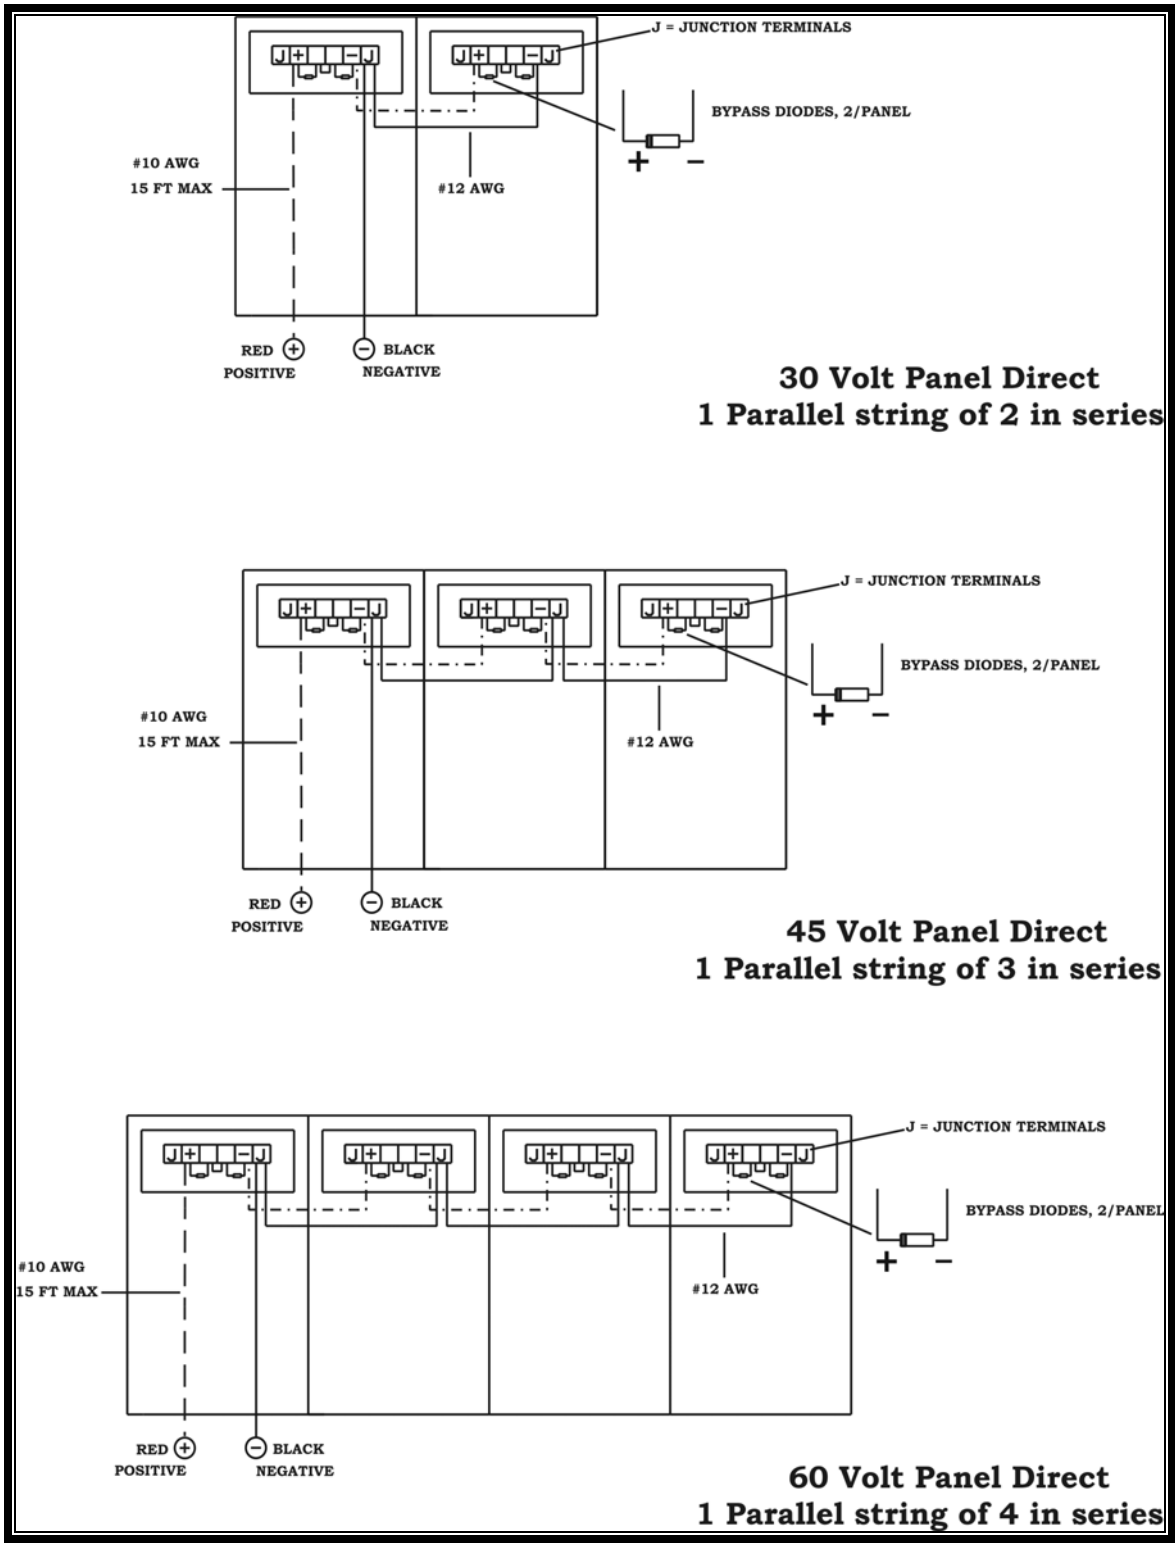 J = JUNCTION TERMINALS
J + − J
J + − J
BYPASS DIODES, 2/PANEL
+ −
#10 AWG
15 FT MAX
#12 AWG
RED + − BLACK
POSITIVE NEGATIVE
30 Volt Panel Direct
1 Parallel string of 2 in series
J = JUNCTION TERMINALS
J + − J
J + − J
J + − J
BYPASS DIODES, 2/PANEL
+ −
#10 AWG
15 FT MAX
#12 AWG
RED + − BLACK
POSITIVE NEGATIVE
45 Volt Panel Direct
1 Parallel string of 3 in series
J = JUNCTION TERMINALS
J + − J
J + − J
J + − J
J + − J
BYPASS DIODES, 2/PANEL
+ −
#10 AWG
15 FT MAX
#12 AWG
RED + − BLACK
POSITIVE NEGATIVE
60 Volt Panel Direct
1 Parallel string of 4 in series